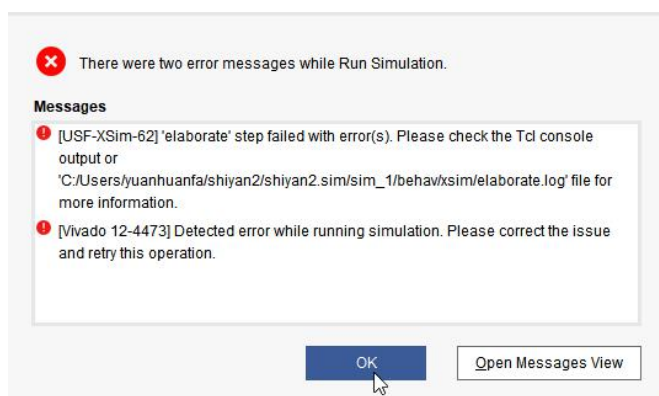 There were two error messages while Run Simulation.
Messages
[USF-XSim-62] 'elaborate' step failed with error(s). Please check the Tcl console
output or
'C:/Users/yuanhuanfa/shiyan2/shiyan2.sim/sim_1/behav/xsim/elaborate.log' file for
more information.
[Vivado 12-4473] Detected error while running simulation. Please correct the issue
and retry this operation.
OK
Open Messages View